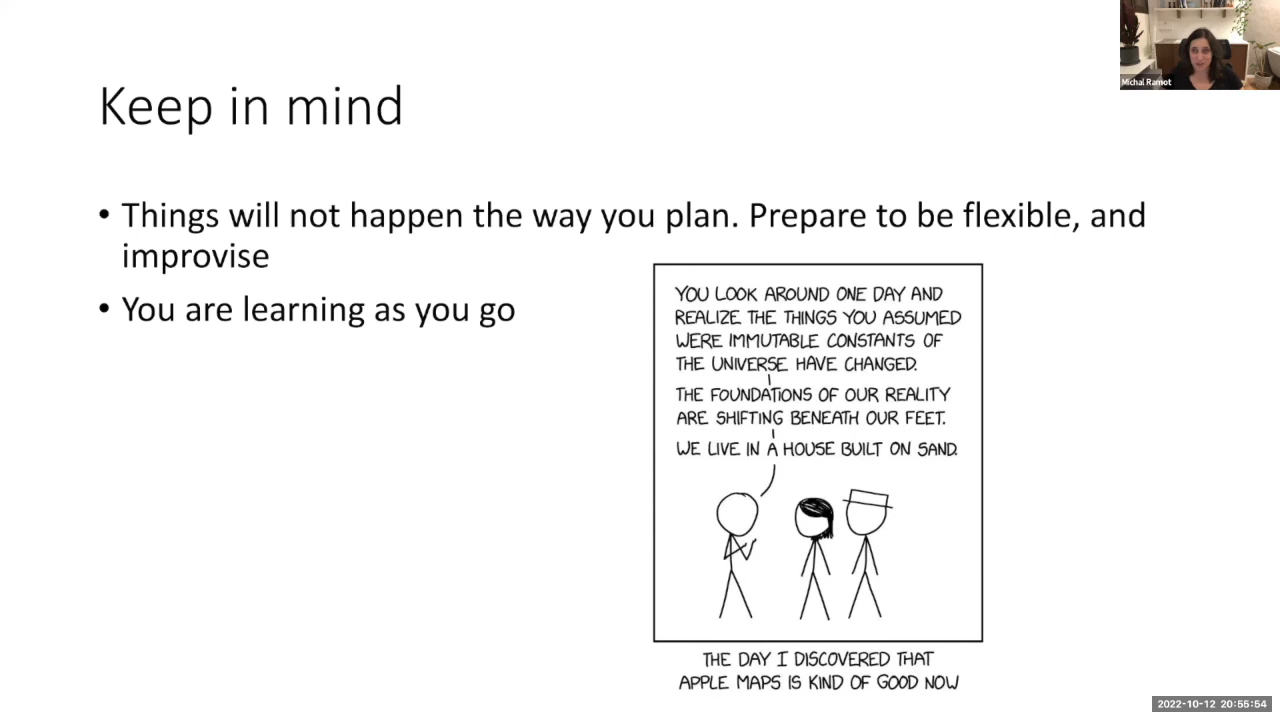 Michal Ramot
Keep in mind
• Things will not happen the way you plan. Prepare to be flexible, and
improvise
• You are learning as you go
YOU LOOK AROUND ONE DAY AND
REALIZE THE THINGS YOU ASSUMED
WERE IMMUTABLE CONSTANTS OF
THE UNIVERSE HAVE CHANGED.
THE FOUNDATIONS OF OUR REALITY
ARE SHIFTING BENEATH OUR FEET.
WE LIVE IN A HOUSE BUILT ON SAND.
THE DAY I DISCOVERED THAT
APPLE MAPS IS KIND OF GOOD NOW
2022-10-12 20:55:54